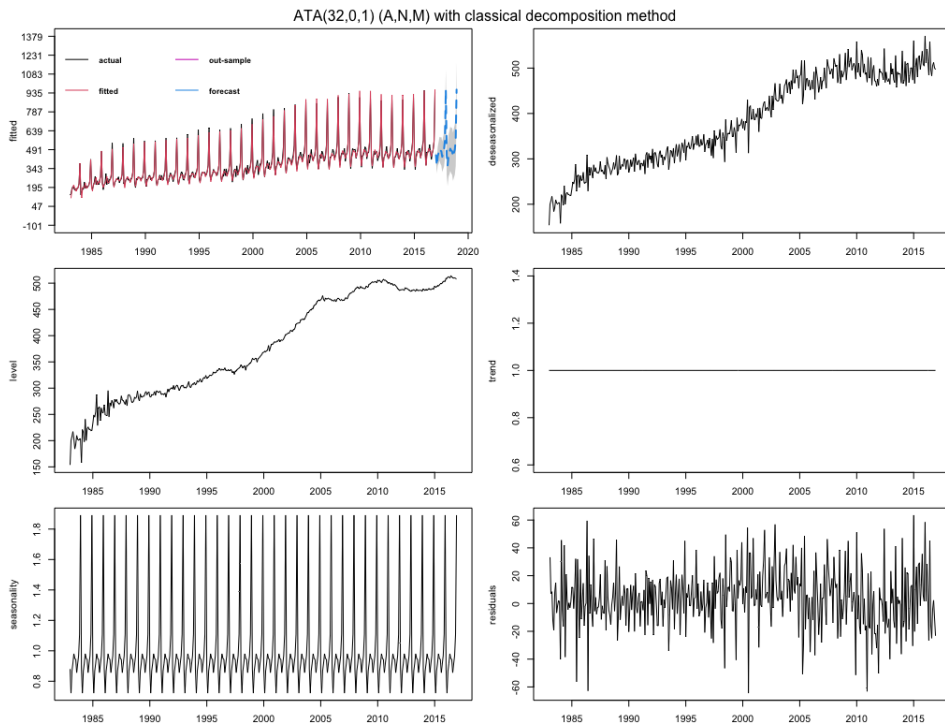 ATA(32,0,1) (A,N,M) with classical decomposition method
fitted
1379
1231
1083
935
787
639
491
343
195
47
-101
actual
out-sample
fitted
forecast
1985 1990 1995 2000 2005 2010 2015 2020
deseasonalized
500
400
300
200
1985 1990 1995 2000 2005 2010 2015 2020
level
500
450
400
350
300
250
200
150
1985 1990 1995 2000 2005 2010 2015
trend
1.4
1.2
1.0
0.8
0.6
1985 1990 1995 2000 2005 2010 2015
seasonality
1.8
1.6
1.4
1.2
1.0
0.8
1985 1990 1995 2000 2005 2010 2015
residuals
60
40
20
0
-20
-40
-60
1985 1990 1995 2000 2005 2010 2015